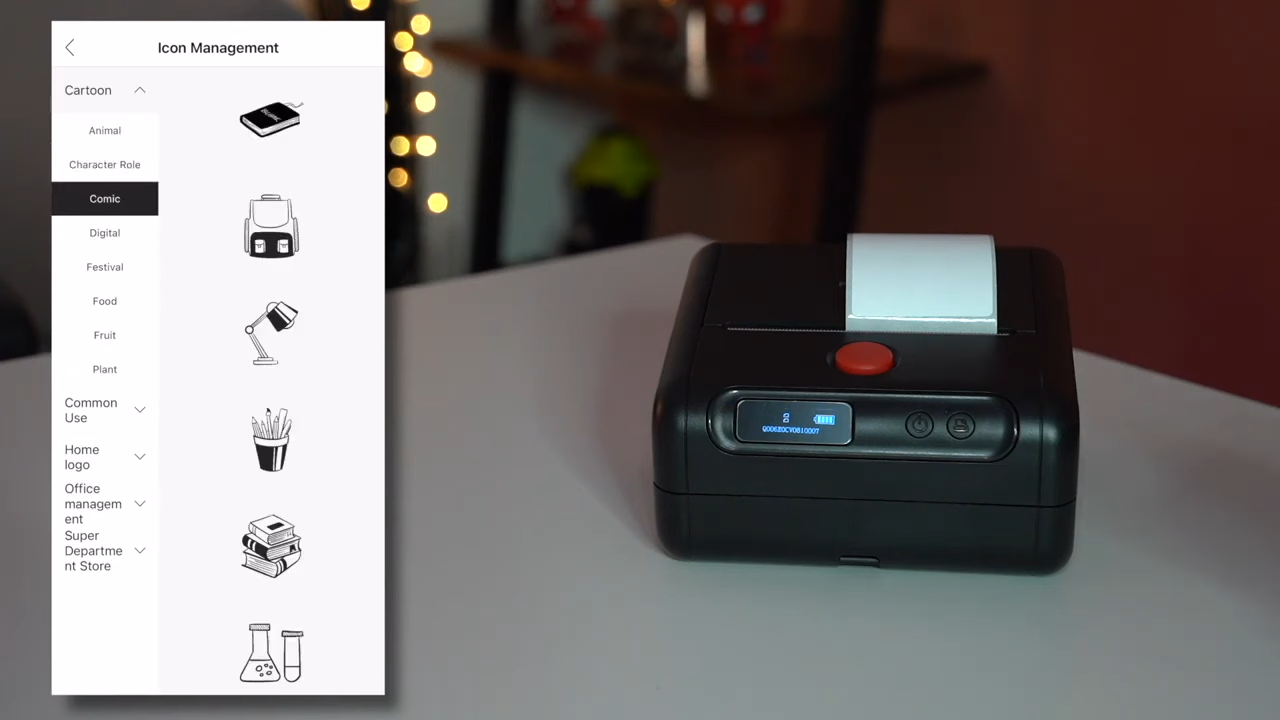 Icon Management
Cartoon
Animal
Character Role
Comic
Digital
Festival
Food
Fruit
Plant
Common
Use
Home
logo
Office
managem
ent
Super
Departme
nt Store